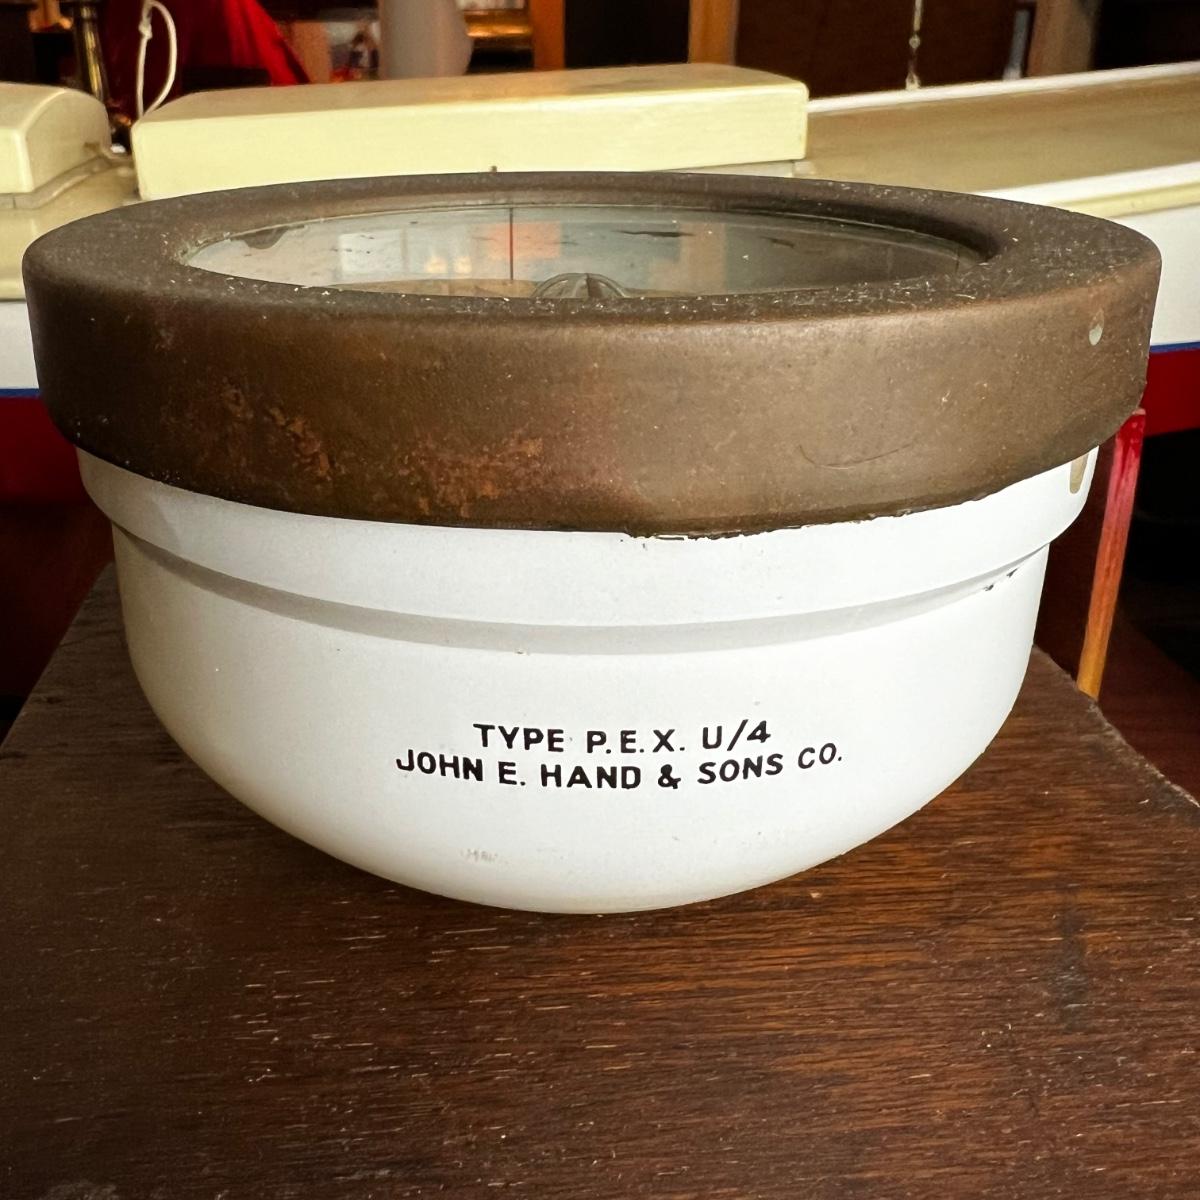 TYPE P.E.X. U/4
JOHN E. HAND & SONS CO.